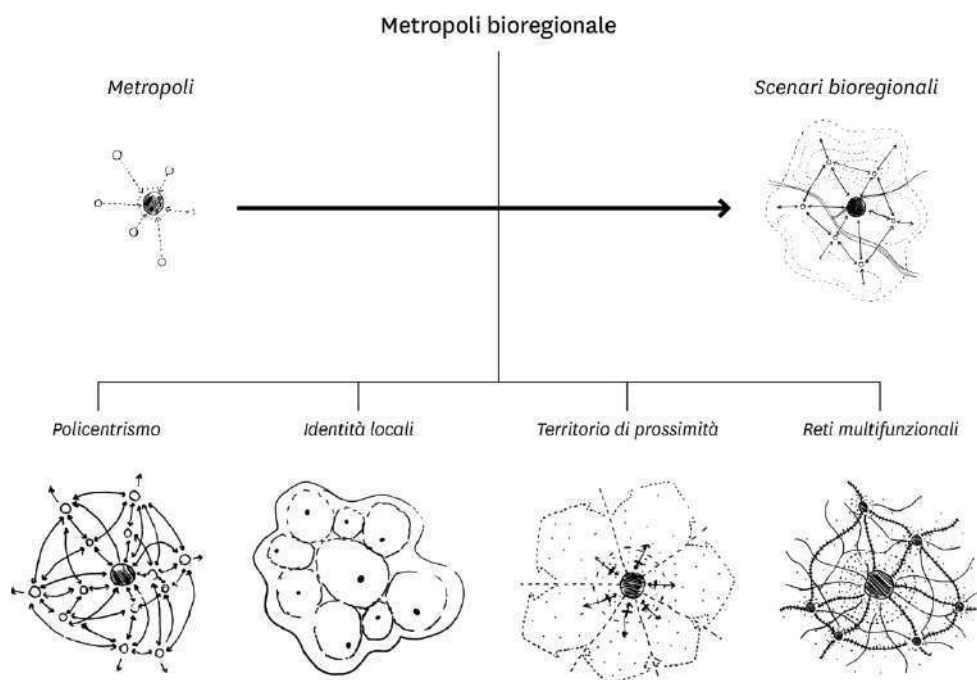 Metropoli bioregionale
Metropoli
Scenari bioregionali
Policentrismo
Identità locali
Territorio di prossimità
Reti multifunzionali